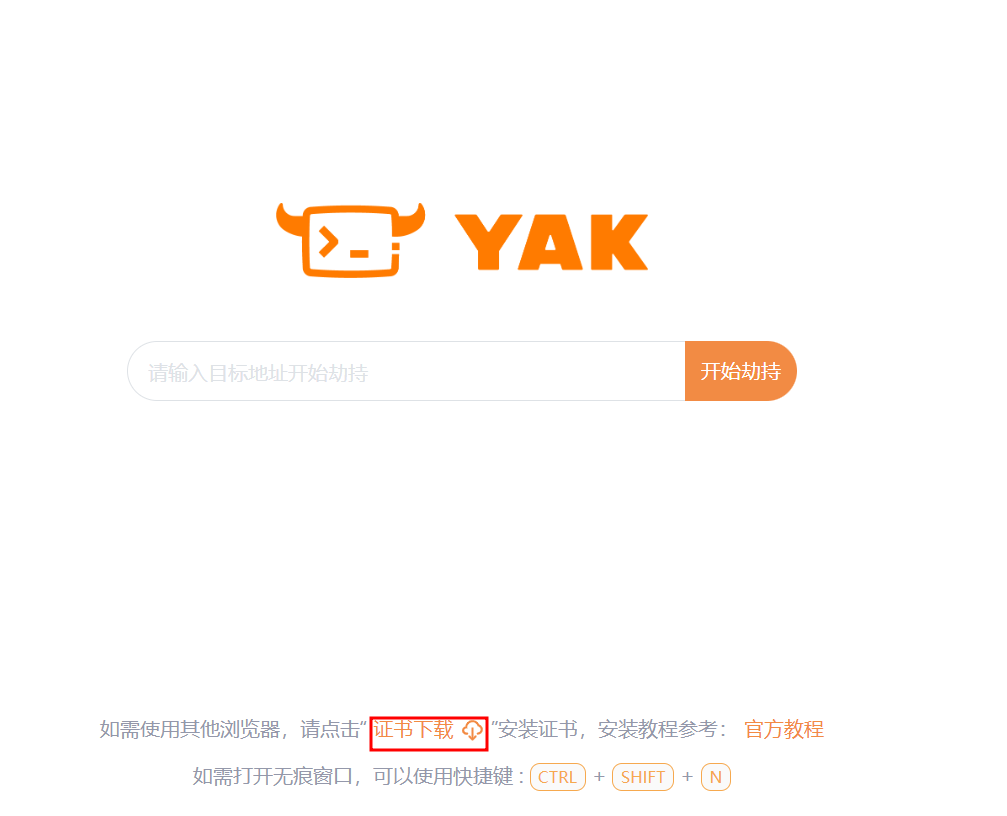 YAK
请输入目标地址开始劫持 开始劫持
如需使用其他浏览器，请点击“ 证书下载 ”安装证书，安装教程参考： 官方教程
如需打开无痕窗口，可以使用快捷键 : CTRL + SHIFT + N